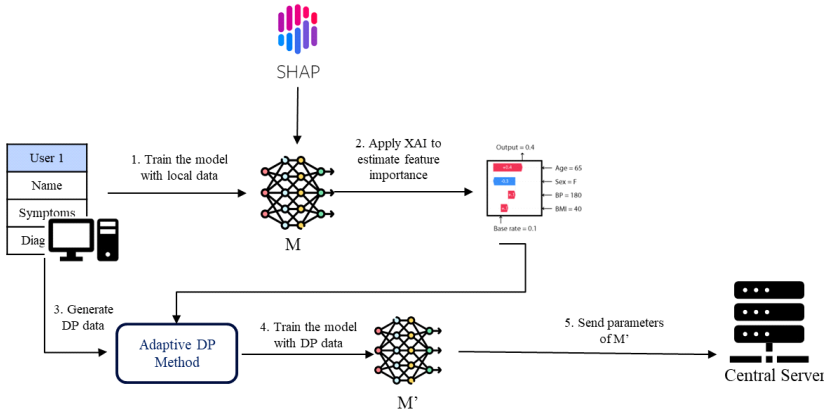 SHAP
User 1
Name
Symptoms
1. Train the model
with local data
M
2. Apply XAI to
estimate feature
importance
Output = 0.4
Age = 65
Sex = F
BP = 180
BMI = 40
Base rate = 0.1
3. Generate
DP data
Adaptive DP
Method
4. Train the model
with DP data
M’
5. Send parameters
of M’
Central Server